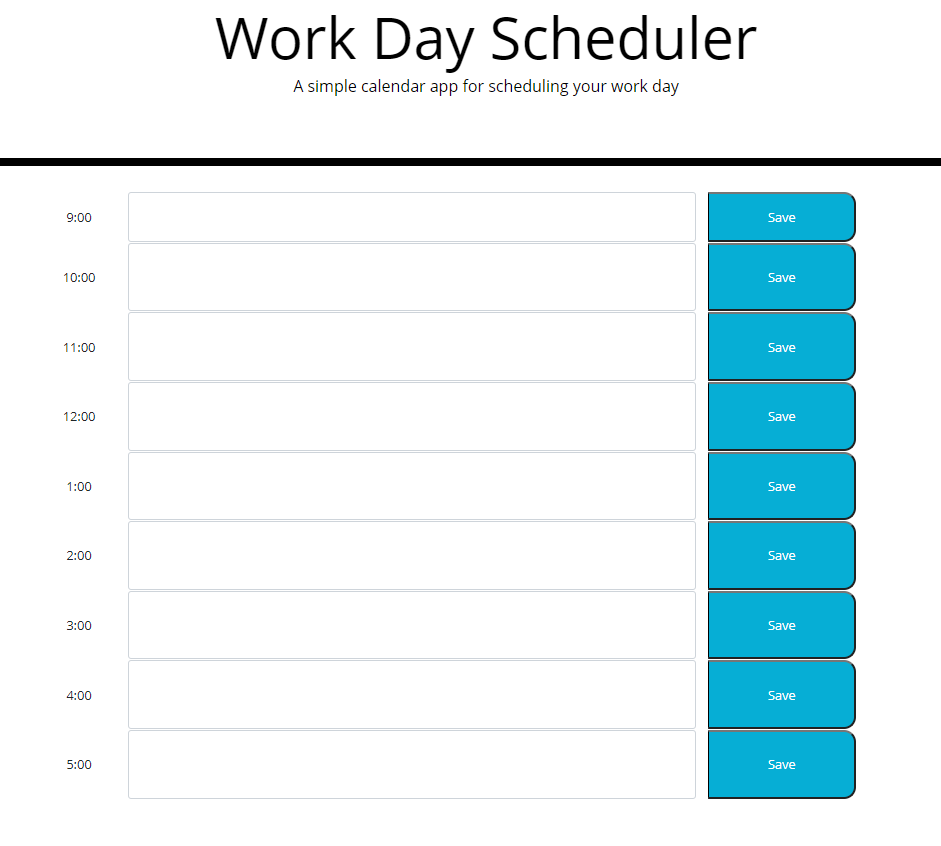 Work Day Scheduler
A simple calendar app for scheduling your work day
9:00 Save
10:00 Save
11:00 Save
12:00 Save
1:00 Save
2:00 Save
3:00 Save
4:00 Save
5:00 Save